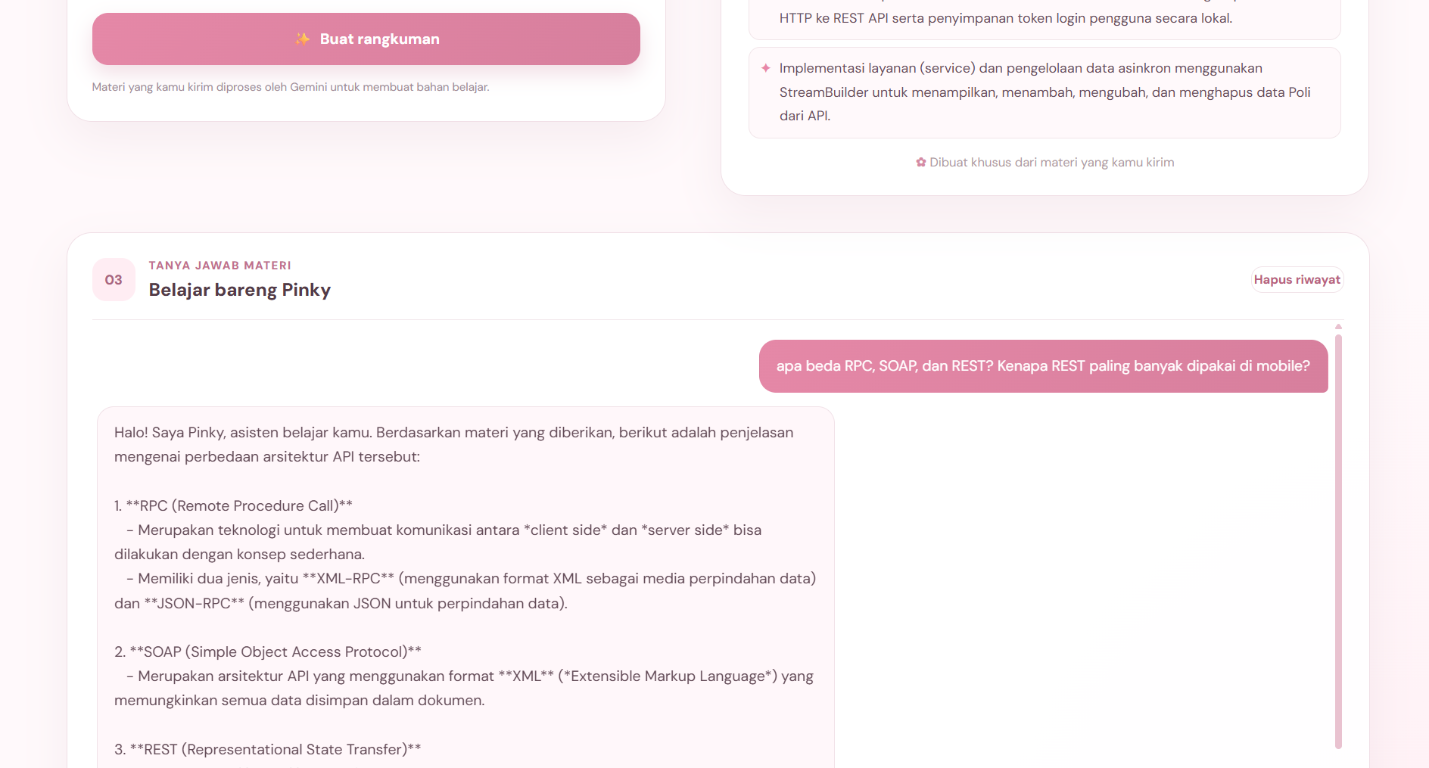 ✨ Buat rangkuman
Materi yang kamu kirim diproses oleh Gemini untuk membuat bahan belajar.
HTTP ke REST API serta penyimpanan token login pengguna secara lokal.
✦ Implementasi layanan (service) dan pengelolaan data asinkron menggunakan
StreamBuilder untuk menampilkan, menambah, mengubah, dan menghapus data Poli
dari API.
✿ Dibuat khusus dari materi yang kamu kirim
03
TANYA JAWAB MATERI
Belajar bareng Pinky
Hapus riwayat
apa beda RPC, SOAP, dan REST? Kenapa REST paling banyak dipakai di mobile?
Halo! Saya Pinky, asisten belajar kamu. Berdasarkan materi yang diberikan, berikut adalah penjelasan
mengenai perbedaan arsitektur API tersebut:
1. **RPC (Remote Procedure Call)**
- Merupakan teknologi untuk membuat komunikasi antara *client side* dan *server side* bisa
dilakukan dengan konsep sederhana.
- Memiliki dua jenis, yaitu **XML-RPC** (menggunakan format XML sebagai media perpindahan data)
dan **JSON-RPC** (menggunakan JSON untuk perpindahan data).
2. **SOAP (Simple Object Access Protocol)**
- Merupakan arsitektur API yang menggunakan format **XML** (*Extensible Markup Language*) yang
memungkinkan semua data disimpan dalam dokumen.
3. **REST (Representational State Transfer)**